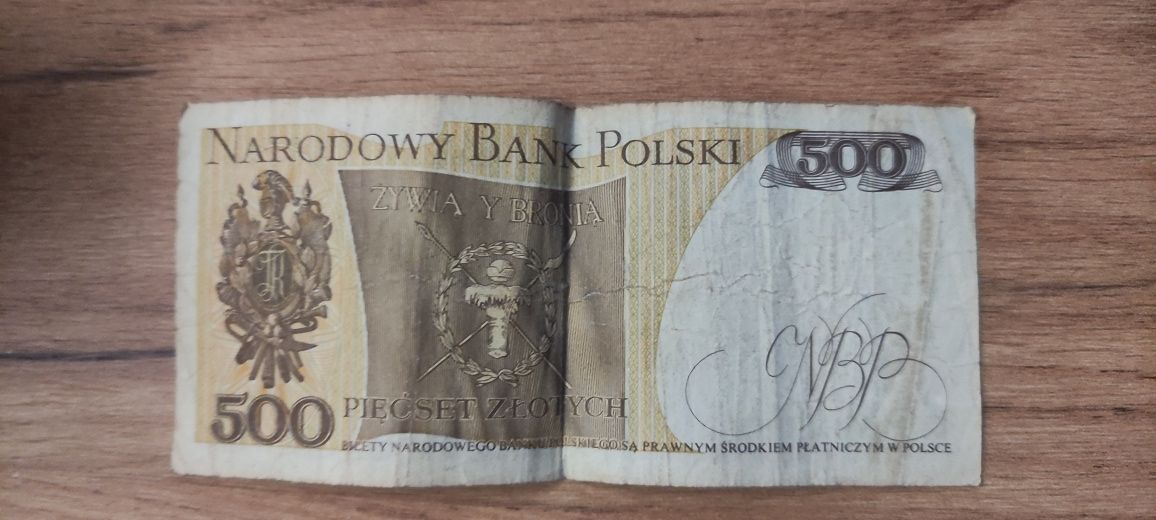 NARODOWY BANK POLSKI
500
ŻYWIĄ Y BRONIĄ
TK
500
PIĘĆSET ZŁOTYCH
BILETY NARODOWEGO BANKU POLSKIEGO SĄ PRAWNYM ŚRODKIEM PŁATNICZYM W POLSCE
NBP